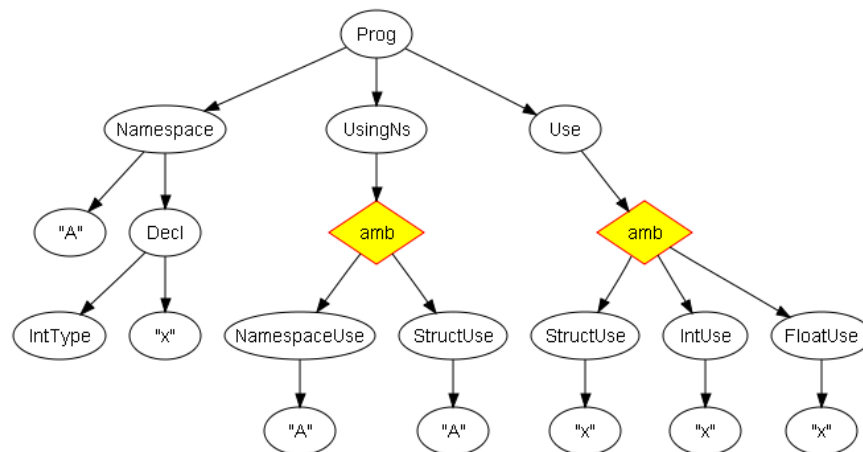 Prog
Namespace
UsingNs
Use
"A"
Decl
amb
amb
IntType
"x"
NamespaceUse
StructUse
StructUse
IntUse
FloatUse
"A"
"A"
"x"
"x"
"x"